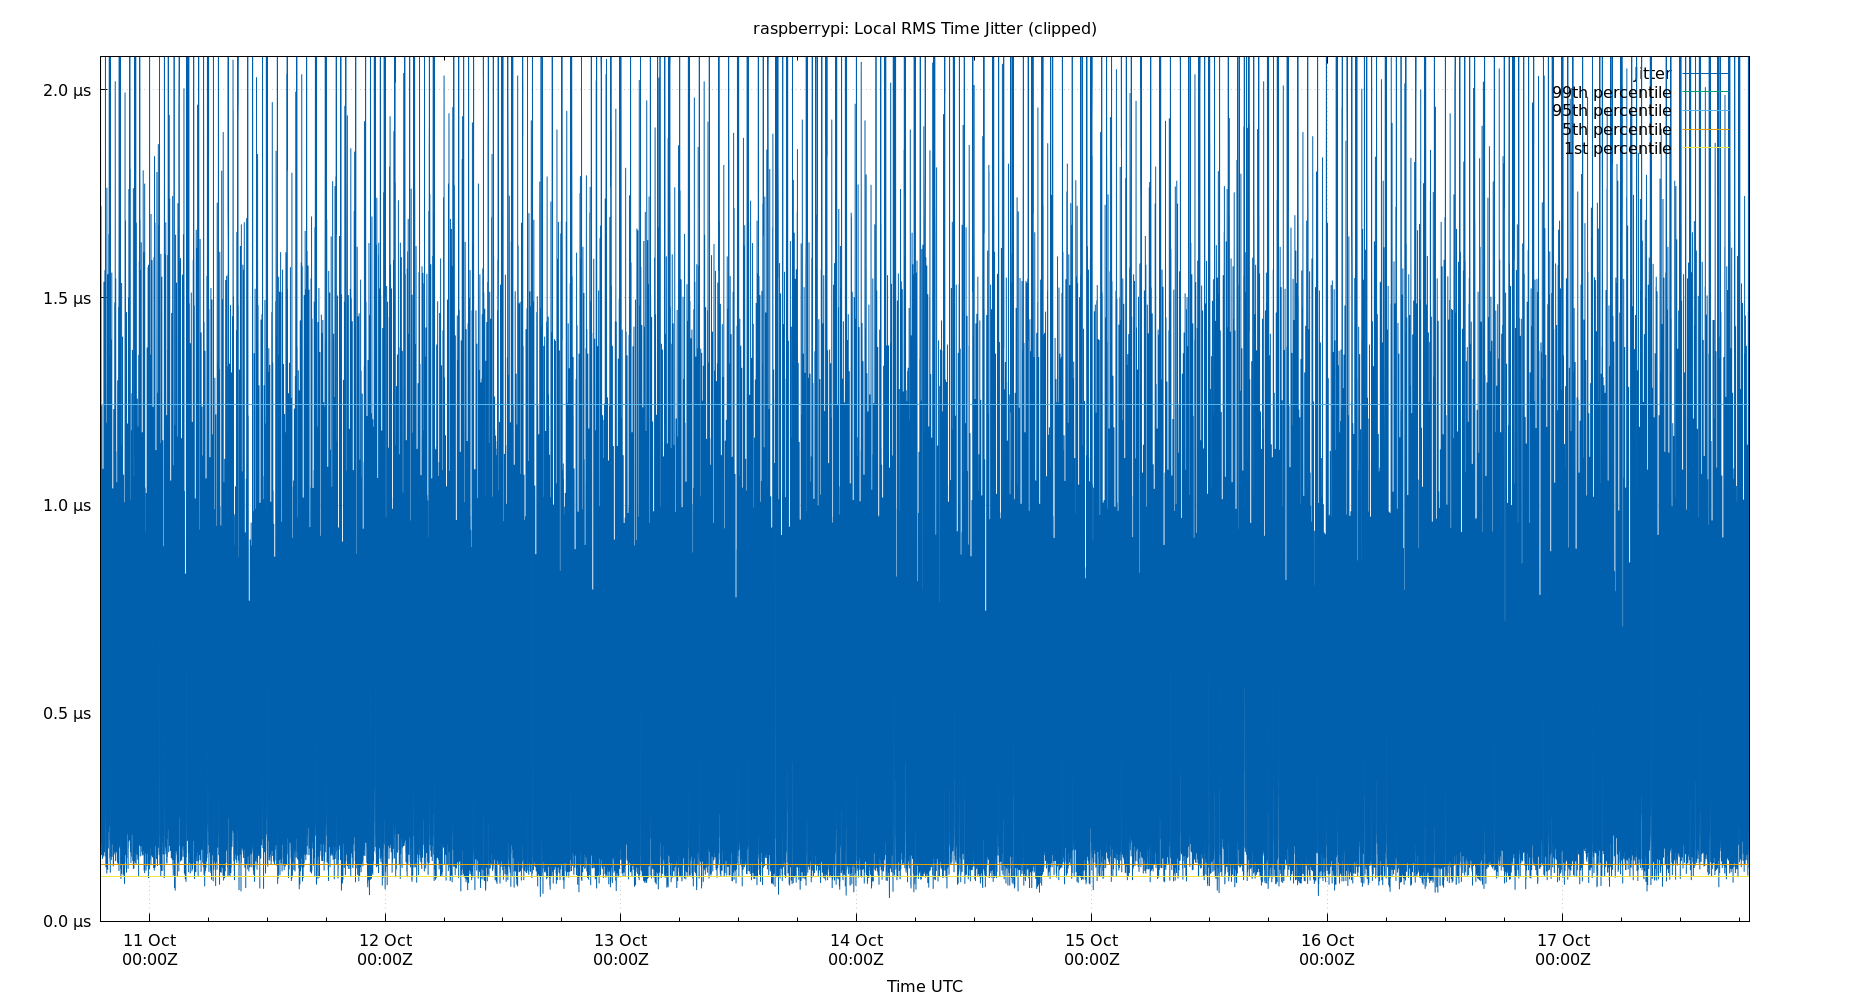 raspberrypi: Local RMS Time Jitter (clipped)
Jitter
99th percentile
95th percentile
5th percentile
1st percentile
2.0 µs
1.5 µs
1.0 µs
0.5 µs
0.0 µs
11 Oct
00:00Z
12 Oct
00:00Z
13 Oct
00:00Z
14 Oct
00:00Z
15 Oct
00:00Z
16 Oct
00:00Z
17 Oct
00:00Z
Time UTC